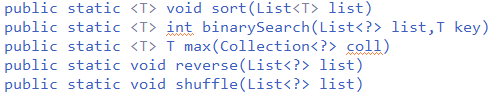 public static <T> void sort(List<T> list)
public static <T> int binarySearch(List<?> list,T key)
public static <T> T max(Collection<?> coll)
public static void reverse(List<?> list)
public static void shuffle(List<?> list)